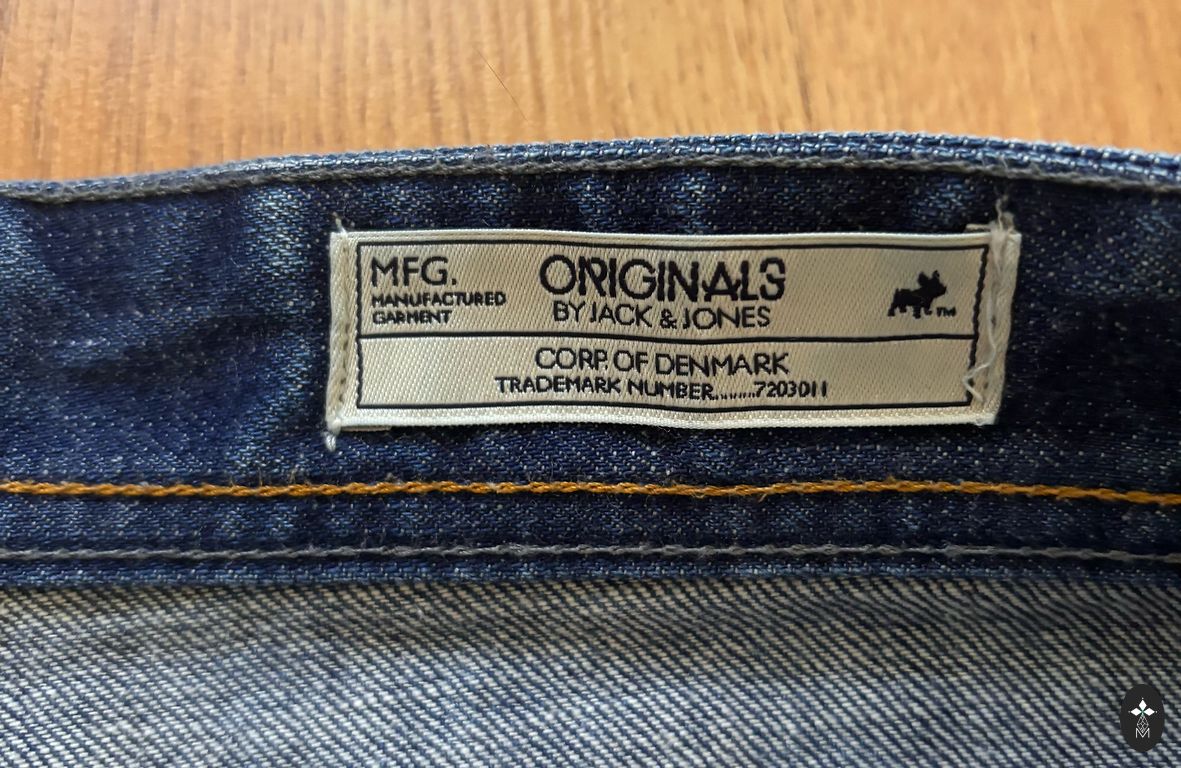 MFG.
MANUFACTURED
GARMENT
ORIGINALS
BY JACK & JONES
TM
CORP. OF DENMARK
TRADEMARK NUMBER........7203011
M